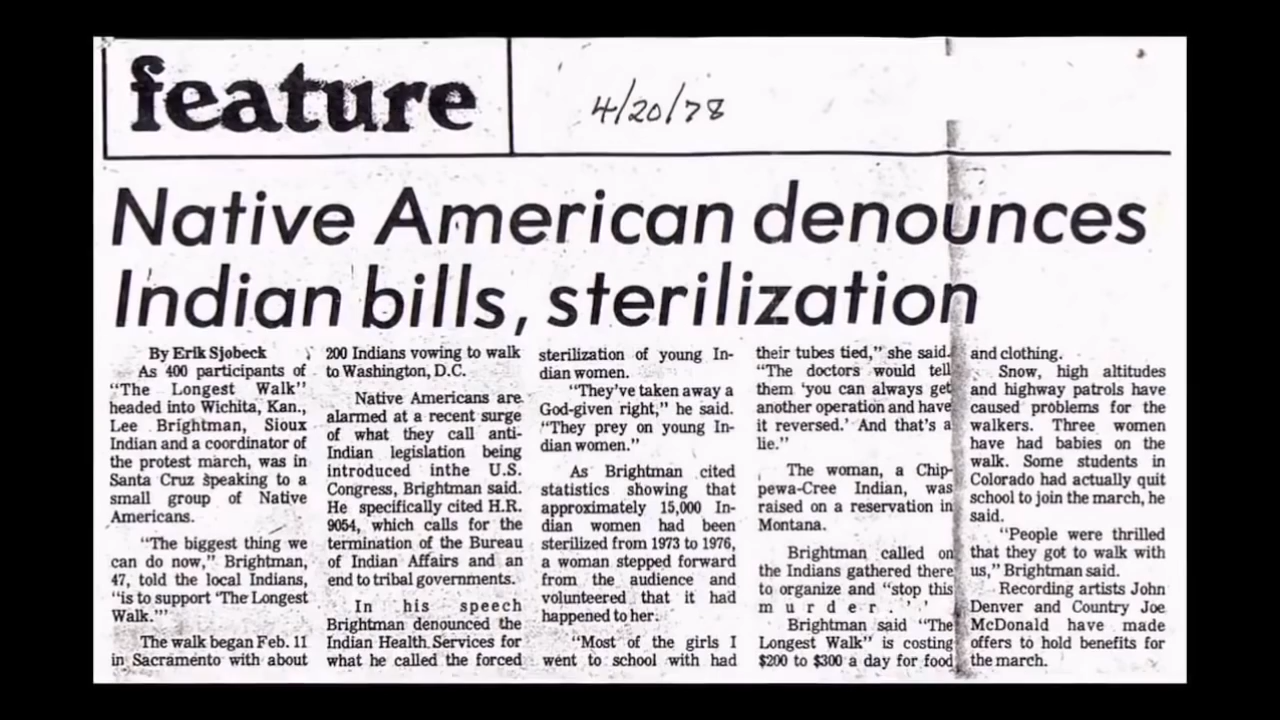 feature
4/20/78
Native American denounces
Indian bills, sterilization
By Erik Sjobeck
As 400 participants of
"The Longest Walk"
headed into Wichita, Kan.,
Lee Brightman, Sioux
Indian and a coordinator of
the protest march, was in
Santa Cruz speaking to a
small group of Native
Americans.
"The biggest thing we
can do now," Brightman,
47, told the local Indians,
"is to support 'The Longest
Walk.'"
The walk began Feb. 11
in Sacramento with about
200 Indians vowing to walk
to Washington, D.C.
Native Americans are
alarmed at a recent surge
of what they call anti-
Indian legislation being
introduced inthe U.S.
Congress, Brightman said.
He specifically cited H.R.
9054, which calls for the
termination of the Bureau
of Indian Affairs and an
end to tribal governments.
In his speech
Brightman denounced the
Indian Health Services for
what he called the forced
sterilization of young In-
dian women.
"They've taken away a
God-given right," he said.
"They prey on young In-
dian women."
As Brightman cited
statistics showing that
approximately 15,000 In-
dian women had been
sterilized from 1973 to 1976,
a woman stepped forward
from the audience and
volunteered that it had
happened to her.
"Most of the girls I
went to school with had
their tubes tied," she said.
"The doctors would tell
them 'you can always get
another operation and have
it reversed.' And that's a
lie."
The woman, a Chip-
pewa-Cree Indian, was
raised on a reservation in
Montana.
Brightman called on
the Indians gathered there
to organize and "stop this
murder."
Brightman said "The
Longest Walk" is costing
$200 to $300 a day for food
and clothing.
Snow, high altitudes
and highway patrols have
caused problems for the
walkers. Three women
have had babies on the
walk. Some students in
Colorado had actually quit
school to join the march, he
said.
"People were thrilled
that they got to walk with
us," Brightman said.
Recording artists John
Denver and Country Joe
McDonald have made
offers to hold benefits for
the march.